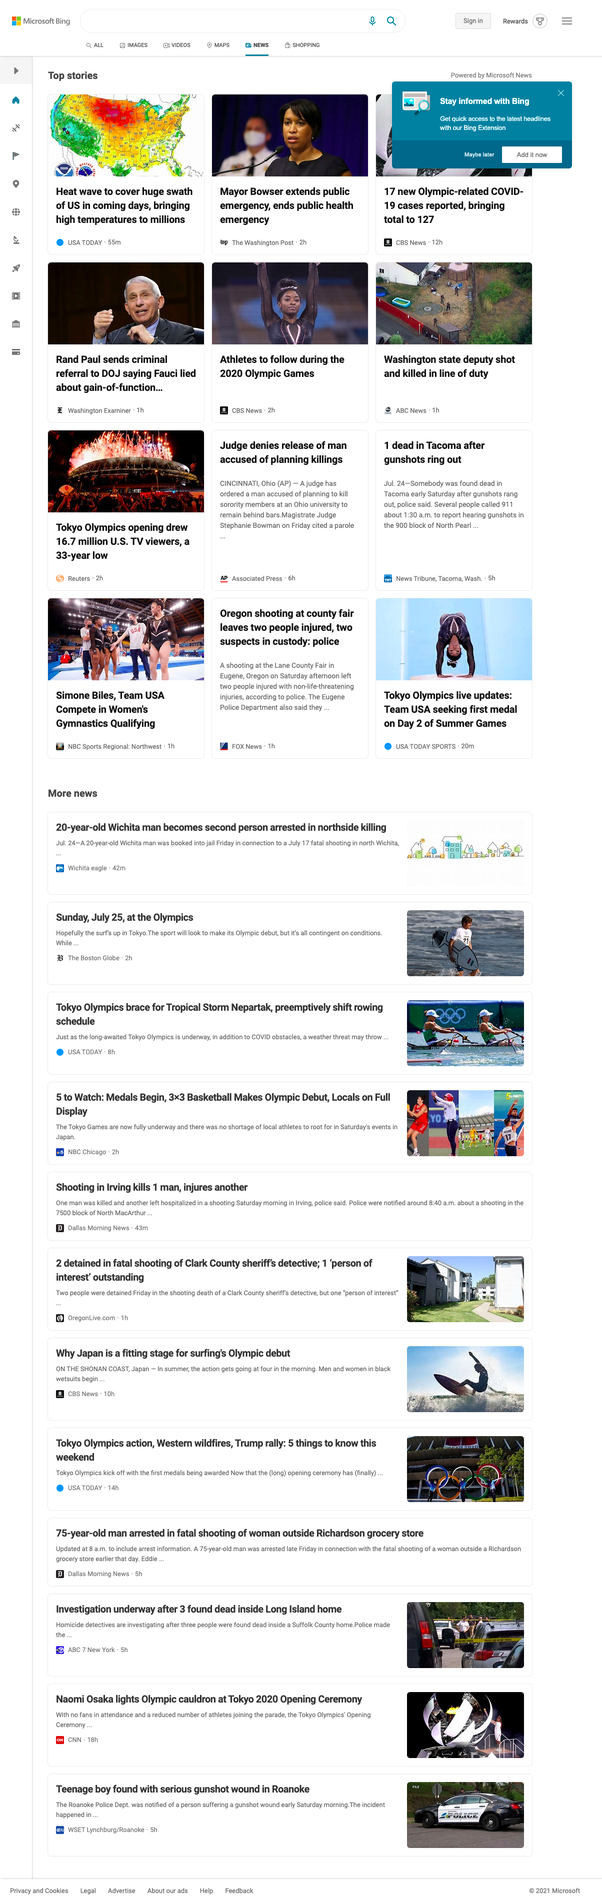 Microsoft Bing
Sign in
Rewards
ALL
IMAGES
VIDEOS
MAPS
NEWS
SHOPPING
Top stories
Powered by Microsoft News
Stay informed with Bing
Get quick access to the latest headlines
with our Bing Extension
Maybe later
Add it now
Heat wave to cover huge swath
of US in coming days, bringing
high temperatures to millions
USA TODAY · 55m
Mayor Bowser extends public
emergency, ends public health
emergency
The Washington Post · 2h
17 new Olympic-related COVID-
19 cases reported, bringing
total to 127
CBS News · 12h
Rand Paul sends criminal
referral to DOJ saying Fauci lied
about gain-of-function...
Washington Examiner · 1h
Athletes to follow during the
2020 Olympic Games
CBS News · 2h
Washington state deputy shot
and killed in line of duty
ABC News · 1h
Tokyo Olympics opening drew
16.7 million U.S. TV viewers, a
33-year low
Reuters · 2h
Judge denies release of man
accused of planning killings
CINCINNATI, Ohio (AP) — A judge has
ordered a man accused of planning to kill
sorority members at an Ohio university to
remain behind bars.Magistrate Judge
Stephanie Bowman on Friday cited a parole
...
AP
Associated Press · 6h
1 dead in Tacoma after
gunshots ring out
Jul. 24—Somebody was found dead in
Tacoma early Saturday after gunshots rang
out, police said. Several people called 911
about 1:30 a.m. to report hearing gunshots in
the 900 block of North Pearl ...
News Tribune, Tacoma, Wash. · 5h
Simone Biles, Team USA
Compete in Women's
Gymnastics Qualifying
NBC Sports Regional: Northwest · 1h
Oregon shooting at county fair
leaves two people injured, two
suspects in custody: police
A shooting at the Lane County Fair in
Eugene, Oregon on Saturday afternoon left
two people injured with non-life-threatening
injuries, according to police. The Eugene
Police Department also said they ...
FOX News · 1h
Tokyo Olympics live updates:
Team USA seeking first medal
on Day 2 of Summer Games
USA TODAY SPORTS · 20m
More news
20-year-old Wichita man becomes second person arrested in northside killing
Jul. 24—A 20-year-old Wichita man was booked into jail Friday in connection to a July 17 fatal shooting in north Wichita,
...
Wichita eagle · 42m
Sunday, July 25, at the Olympics
Hopefully the surf's up in Tokyo.The sport will look to make its Olympic debut, but it's all contingent on conditions.
While ...
The Boston Globe · 2h
Tokyo Olympics brace for Tropical Storm Nepartak, preemptively shift rowing
schedule
Just as the long-awaited Tokyo Olympics is underway, in addition to COVID obstacles, a weather threat may throw ...
USA TODAY · 8h
5 to Watch: Medals Begin, 3×3 Basketball Makes Olympic Debut, Locals on Full
Display
The Tokyo Games are now fully underway and there was no shortage of local athletes to root for in Saturday's events in
Japan.
NBC Chicago · 2h
Shooting in Irving kills 1 man, injures another
One man was killed and another left hospitalized in a shooting Saturday morning in Irving, police said. Police were notified around 8:40 a.m. about a shooting in the
7500 block of North MacArthur ...
Dallas Morning News · 43m
2 detained in fatal shooting of Clark County sheriff's detective; 1 'person of
interest' outstanding
Two people were detained Friday in the shooting death of a Clark County sheriff's detective, but one "person of interest"
...
OregonLive.com · 1h
Why Japan is a fitting stage for surfing's Olympic debut
ON THE SHONAN COAST, Japan — In summer, the action gets going at four in the morning. Men and women in black
wetsuits begin ...
CBS News · 10h
Tokyo Olympics action, Western wildfires, Trump rally: 5 things to know this
weekend
Tokyo Olympics kick off with the first medals being awarded Now that the (long) opening ceremony has (finally) ...
USA TODAY · 14h
75-year-old man arrested in fatal shooting of woman outside Richardson grocery store
Updated at 8 a.m. to include arrest information. A 75-year-old man was arrested late Friday in connection with the fatal shooting of a woman outside a Richardson
grocery store earlier that day. Eddie ...
Dallas Morning News · 5h
Investigation underway after 3 found dead inside Long Island home
Homicide detectives are investigating after three people were found dead inside a Suffolk County home.Police made
the ...
ABC 7 New York · 5h
Naomi Osaka lights Olympic cauldron at Tokyo 2020 Opening Ceremony
With no fans in attendance and a reduced number of athletes joining the parade, the Tokyo Olympics' Opening
Ceremony ...
CNN · 18h
Teenage boy found with serious gunshot wound in Roanoke
The Roanoke Police Dept. was notified of a person suffering a gunshot wound early Saturday morning.The incident
happened in ...
WSET Lynchburg/Roanoke · 5h
POLICE
Privacy and Cookies
Legal
Advertise
About our ads
Help
Feedback
© 2021 Microsoft